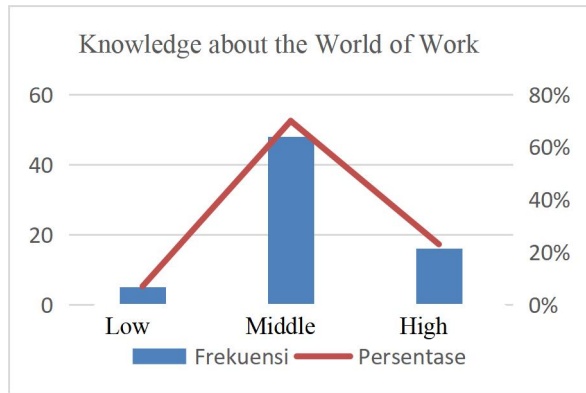 Knowledge about the World of Work
60 80%
60%
40
40%
20
20%
0 0%
Low Middle High
Frekuensi Persentase